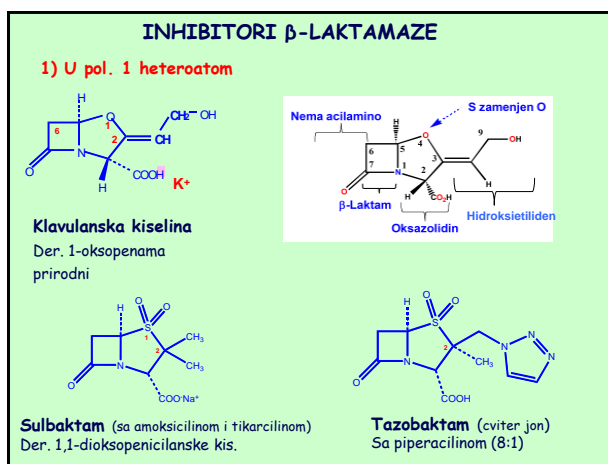 INHIBITORI β-LAKTAMAZE
1) U pol. 1 heteroatom
H
O
1
CH₂–OH
CH
6
2
N
O
COOH
H
K⁺
S zamenjen O
Nema acilamino
H
O
4
9
OH
6
5
3
7
N
1
2
O
H
CO₂H
H
β-Laktam
Oksazolidin
Hidroksietiliden
Klavulanska kiselina
Der. 1-oksopenama
prirodni
O
O
H
S
1
CH₃
2
N
CH₃
O
COO⁻Na⁺
O
O
H
S
N
N
N
2
N
CH₃
O
COOH
Sulbaktam (sa amoksicilinom i tikarcilinom)
Der. 1,1-dioksopenicilanske kis.
Tazobaktam (cviter jon)
Sa piperacilinom (8:1)